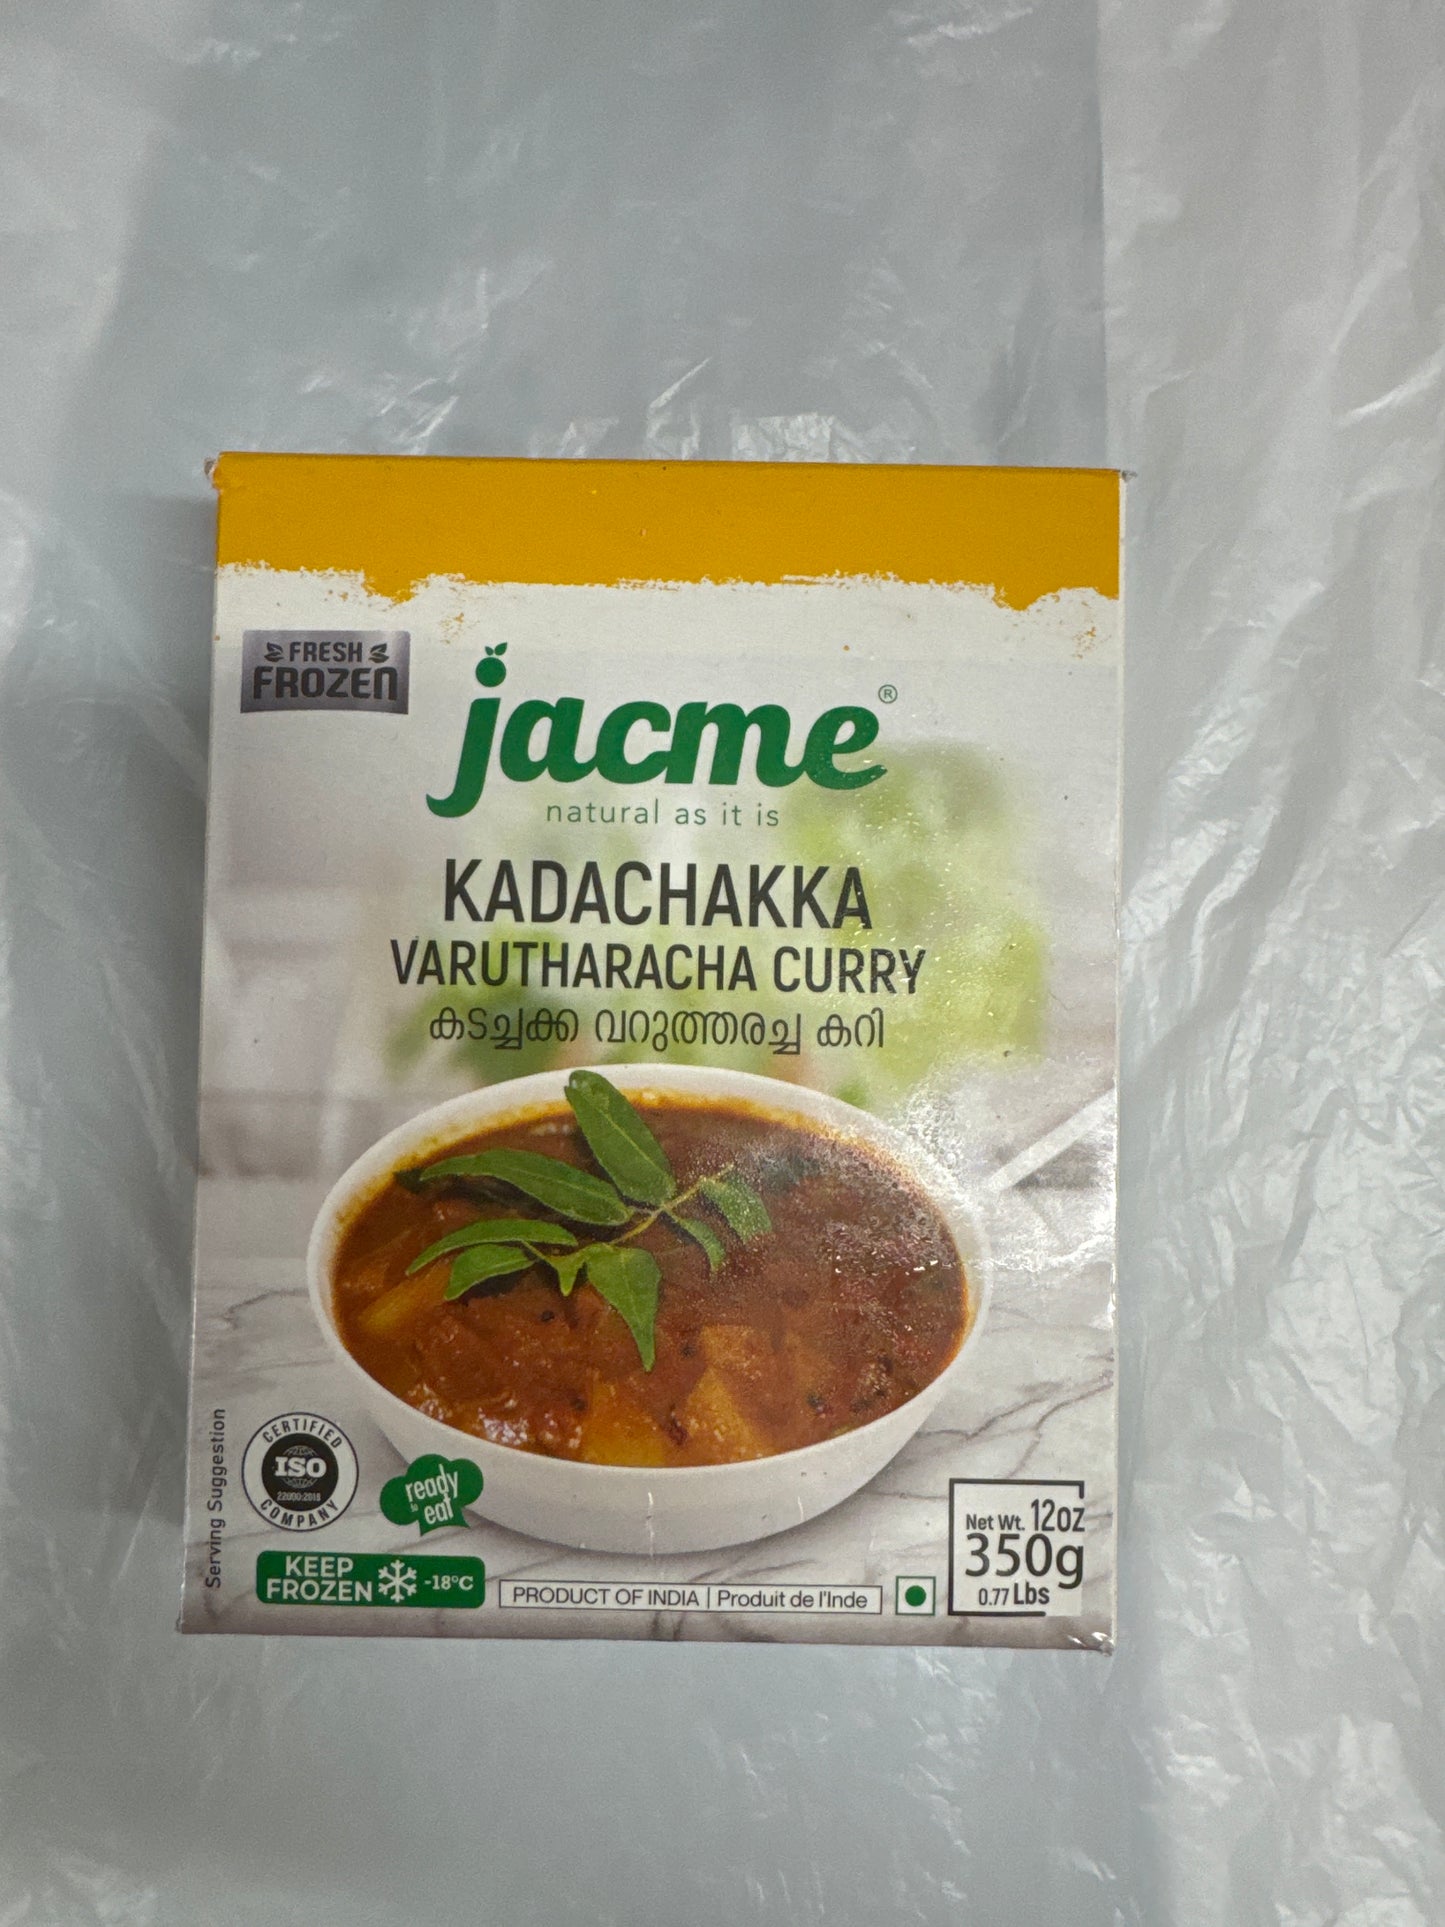 FRESH
FROZEN
jacme®
natural as it is
KADACHAKKA
VARUTHARACHA CURRY
കടച്ചക്ക വറുത്തരച്ച കറി
Serving Suggestion
CERTIFIED
ISO
22000:2018
COMPANY
ready
to
eat
KEEP
FROZEN -18°C
PRODUCT OF INDIA | Produit de l'Inde
Net Wt. 12oz
350g
0.77 Lbs